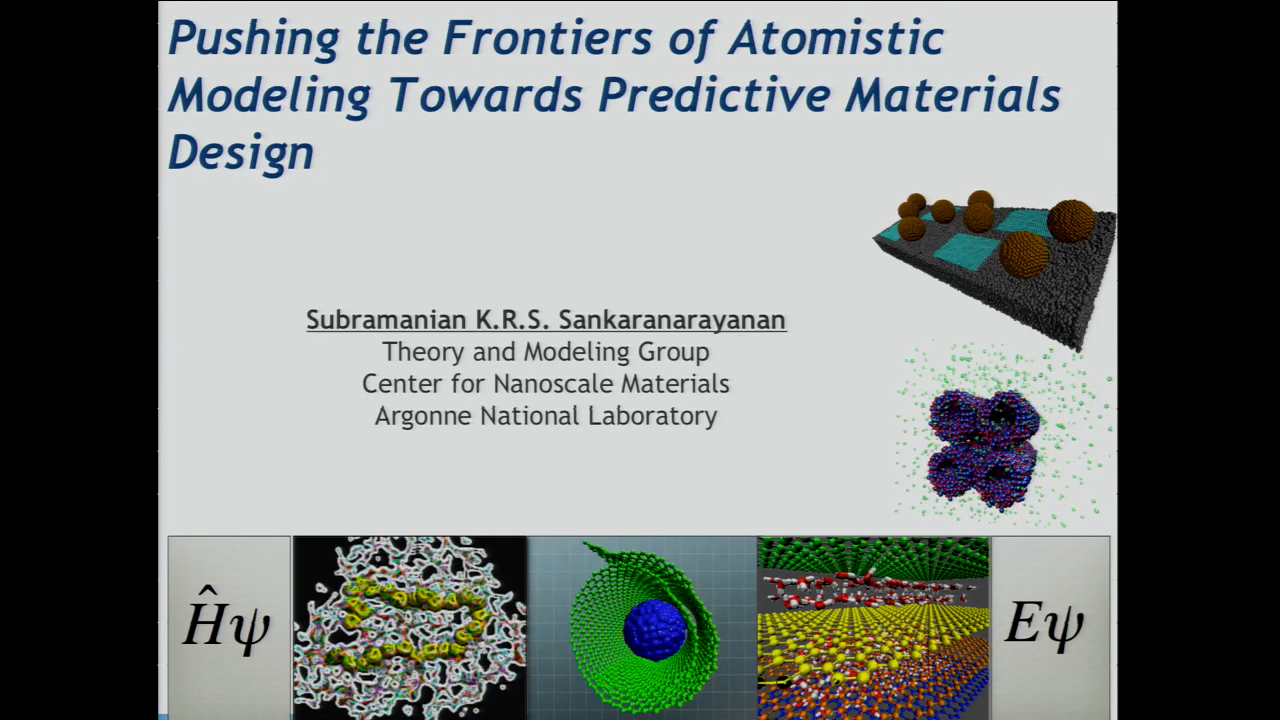 Pushing the Frontiers of Atomistic
Modeling Towards Predictive Materials
Design
Subramanian K.R.S. Sankaranarayanan
Theory and Modeling Group
Center for Nanoscale Materials
Argonne National Laboratory
Ĥψ
Eψ